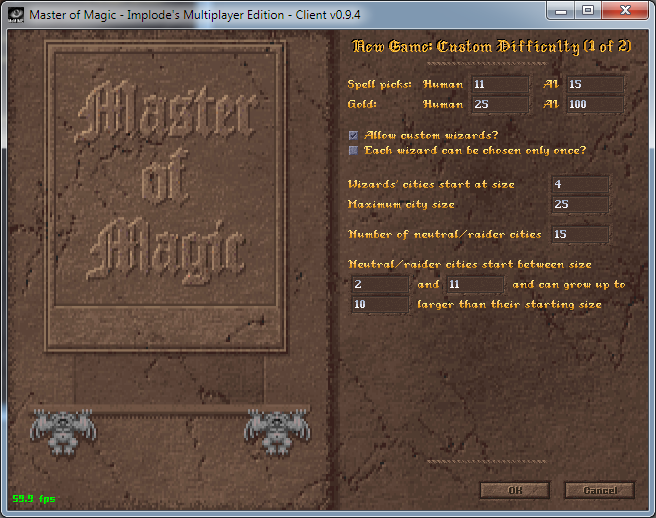 Master of Magic - Implode's Multiplayer Edition - Client v0.9.4
Master
of
Magic
New Game: Custom Difficulty (1 of 2)
Spell picks: Human 11 AI 15
Gold: Human 25 AI 100
Allow custom wizards?
Each wizard can be chosen only once?
Wizards' cities start at size 4
Maximum city size 25
Number of neutral/raider cities 15
Neutral/raider cities start between size
2 and 11 and can grow up to
10 larger than their starting size
OK Cancel
59.9 fps